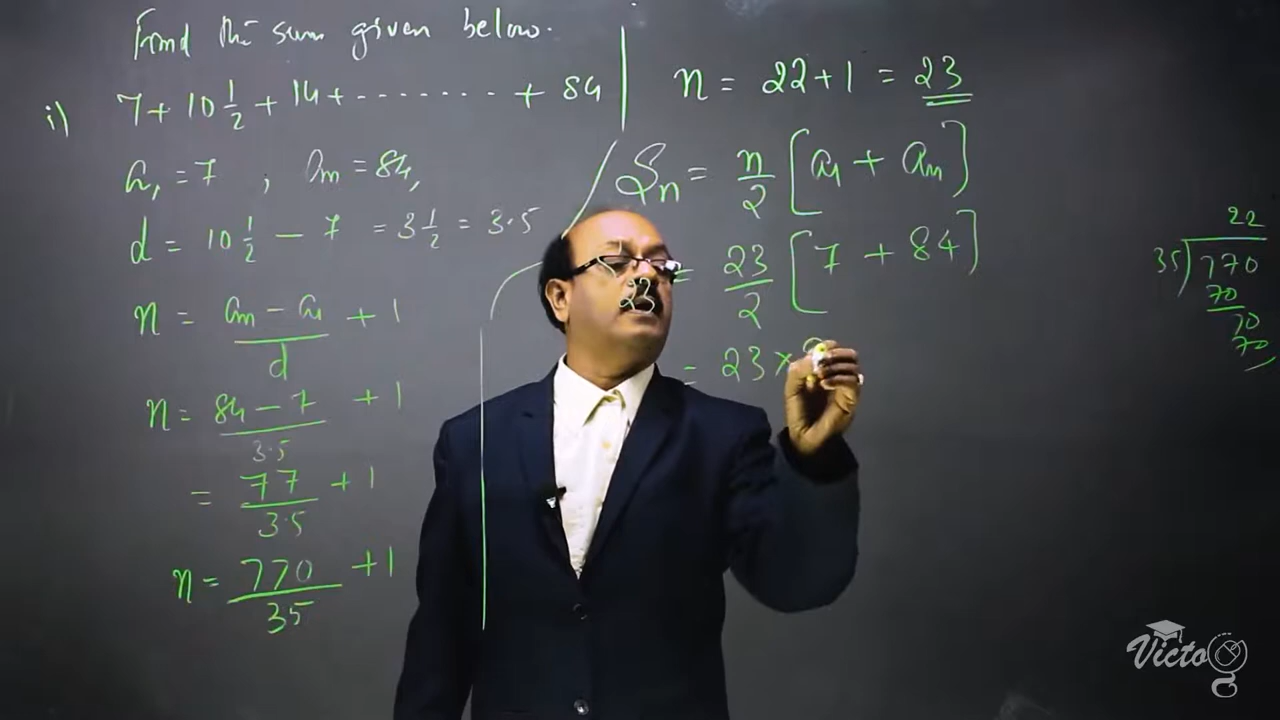 Find the sum given below.
i) 7 + 10 1/2 + 14 + ........ + 84
a₁ = 7 ; aₙ = 84,
d = 10 1/2 - 7 = 3 1/2 = 3.5
n = (aₙ - a₁)/d + 1
n = (84 - 7)/3.5 + 1
= 77/3.5 + 1
n = 770/35 + 1
n = 22 + 1 = 23
Sₙ = n/2 [a₁ + aₙ]
= 23/2 [7 + 84]
= 23 ×
22
35) 770
70
70
70
23
Victo